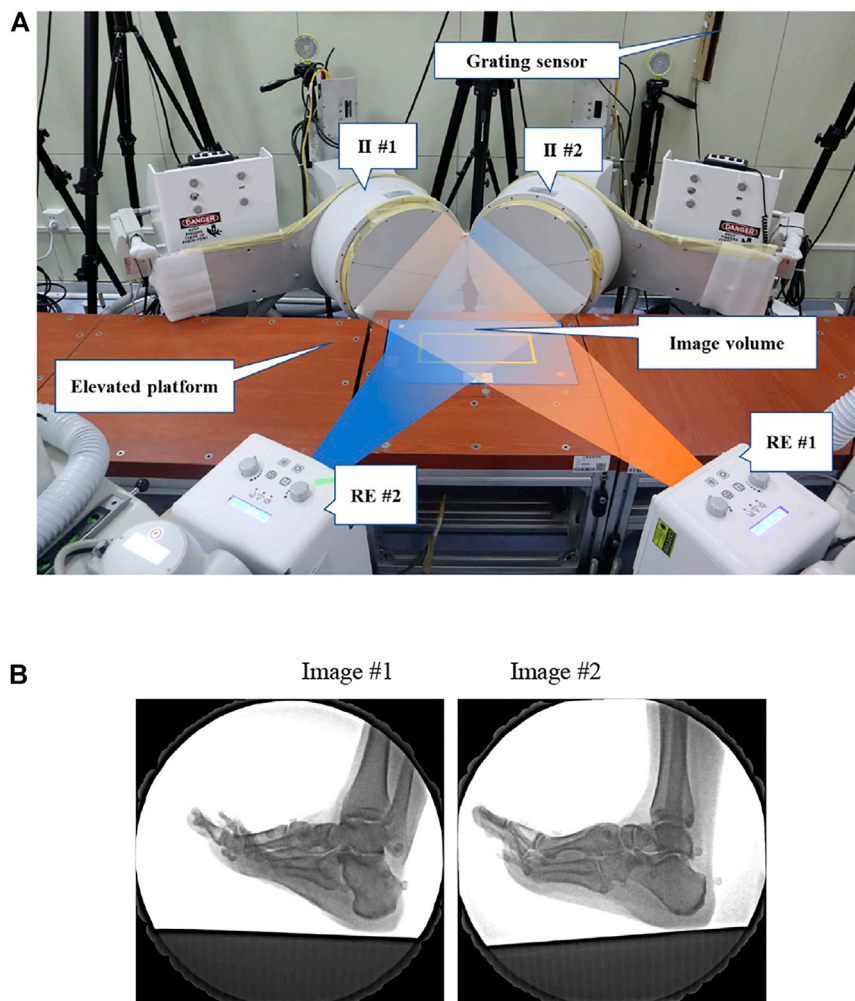 A
Grating sensor
II #1
II #2
DANGER
DANGER
Image volume
Elevated platform
RE #1
RE #2
B
Image #1
Image #2